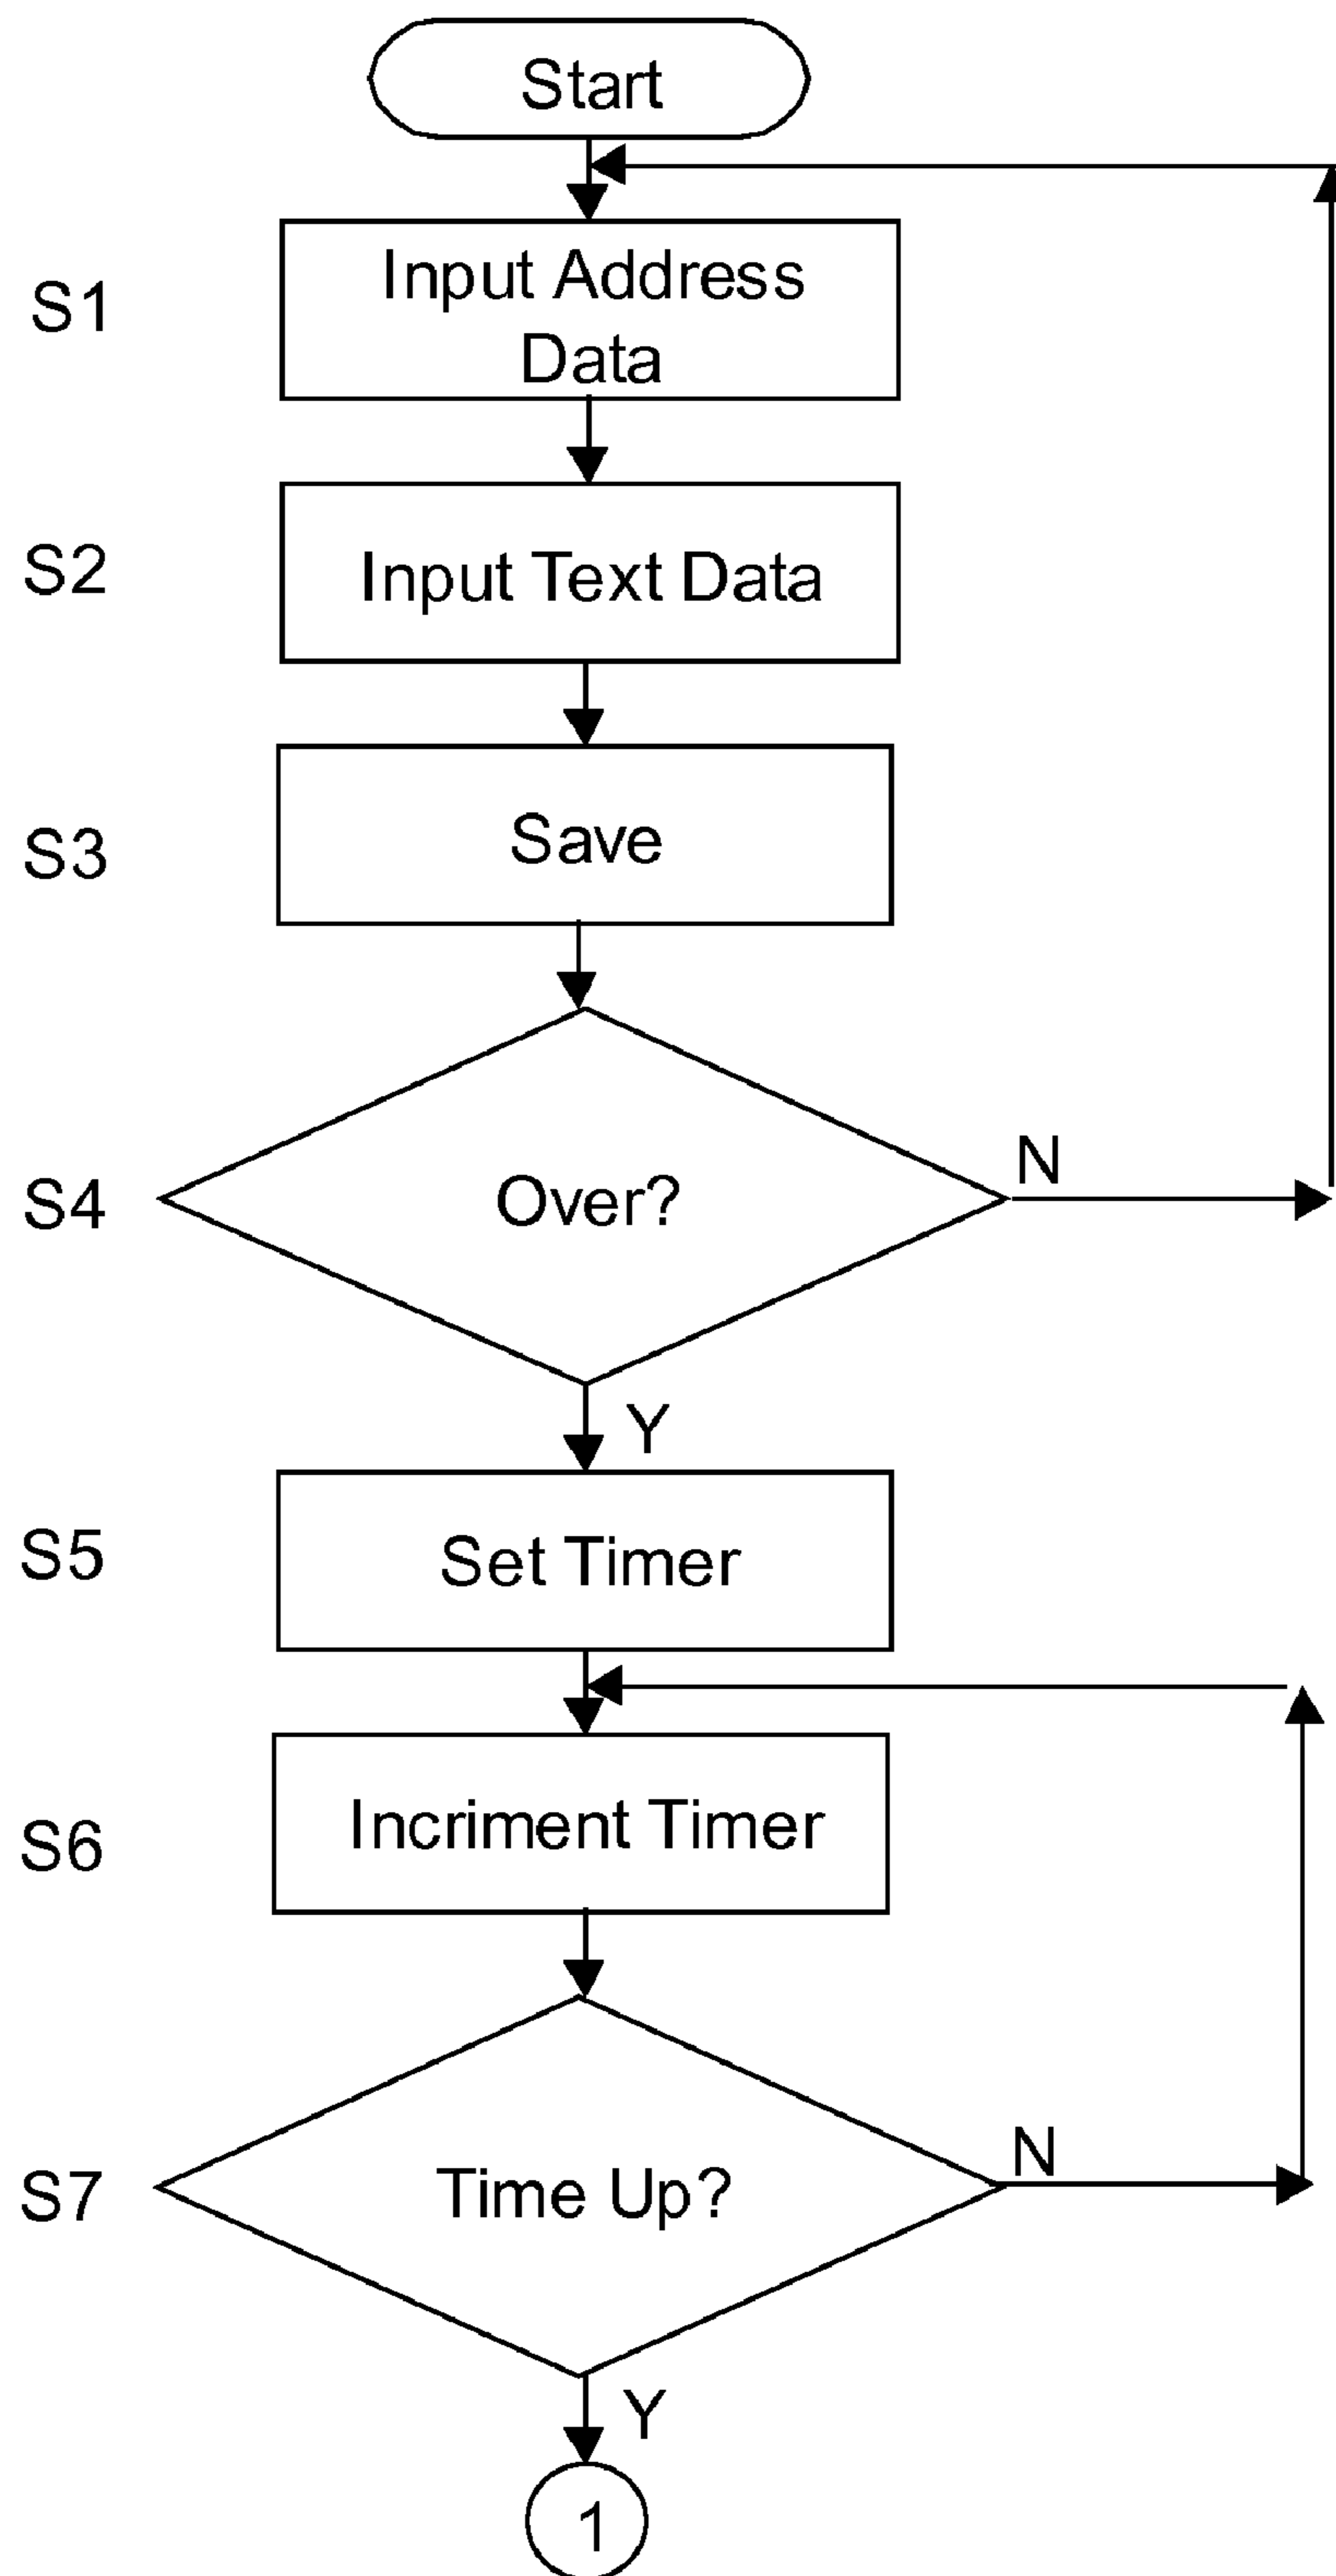 Start
S1
Input Address
Data
S2
Input Text Data
S3
Save
S4
Over?
N
Y
S5
Set Timer
S6
Incriment Timer
S7
Time Up?
N
Y
1